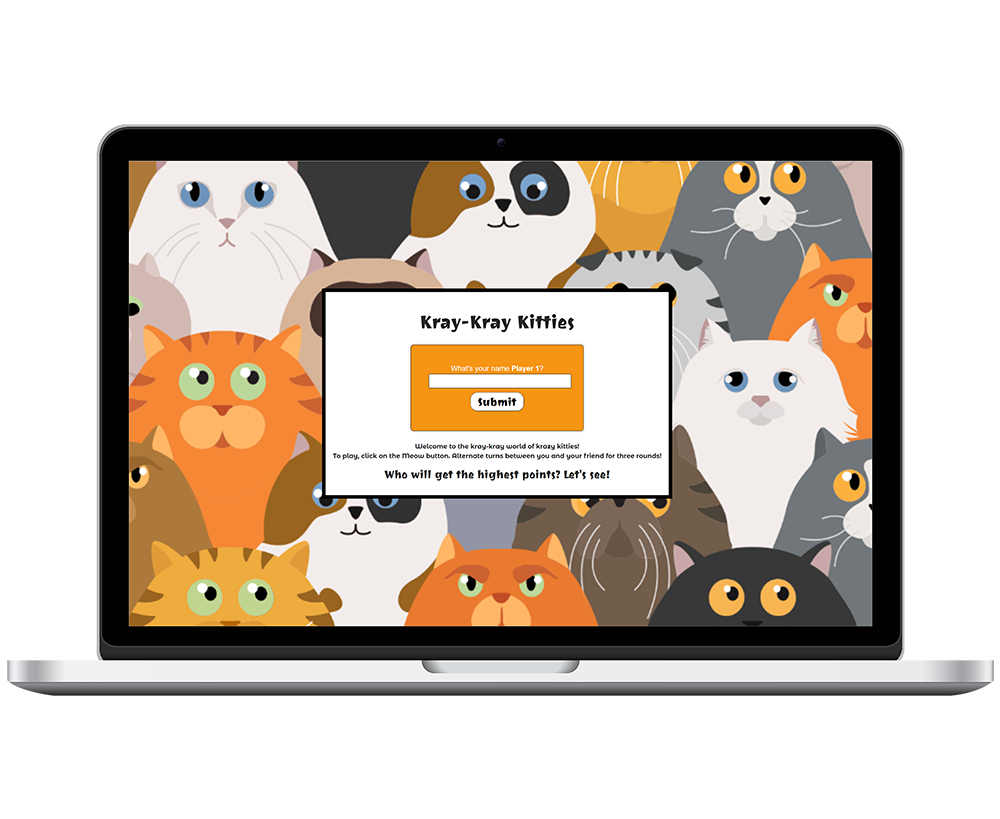 Kray-Kray Kitties
What's your name Player 1?
Submit
Welcome to the kray-kray world of krazy kitties!
To play, click on the Meow button. Alternate turns between you and your friend for three rounds!
Who will get the highest points? Let's see!